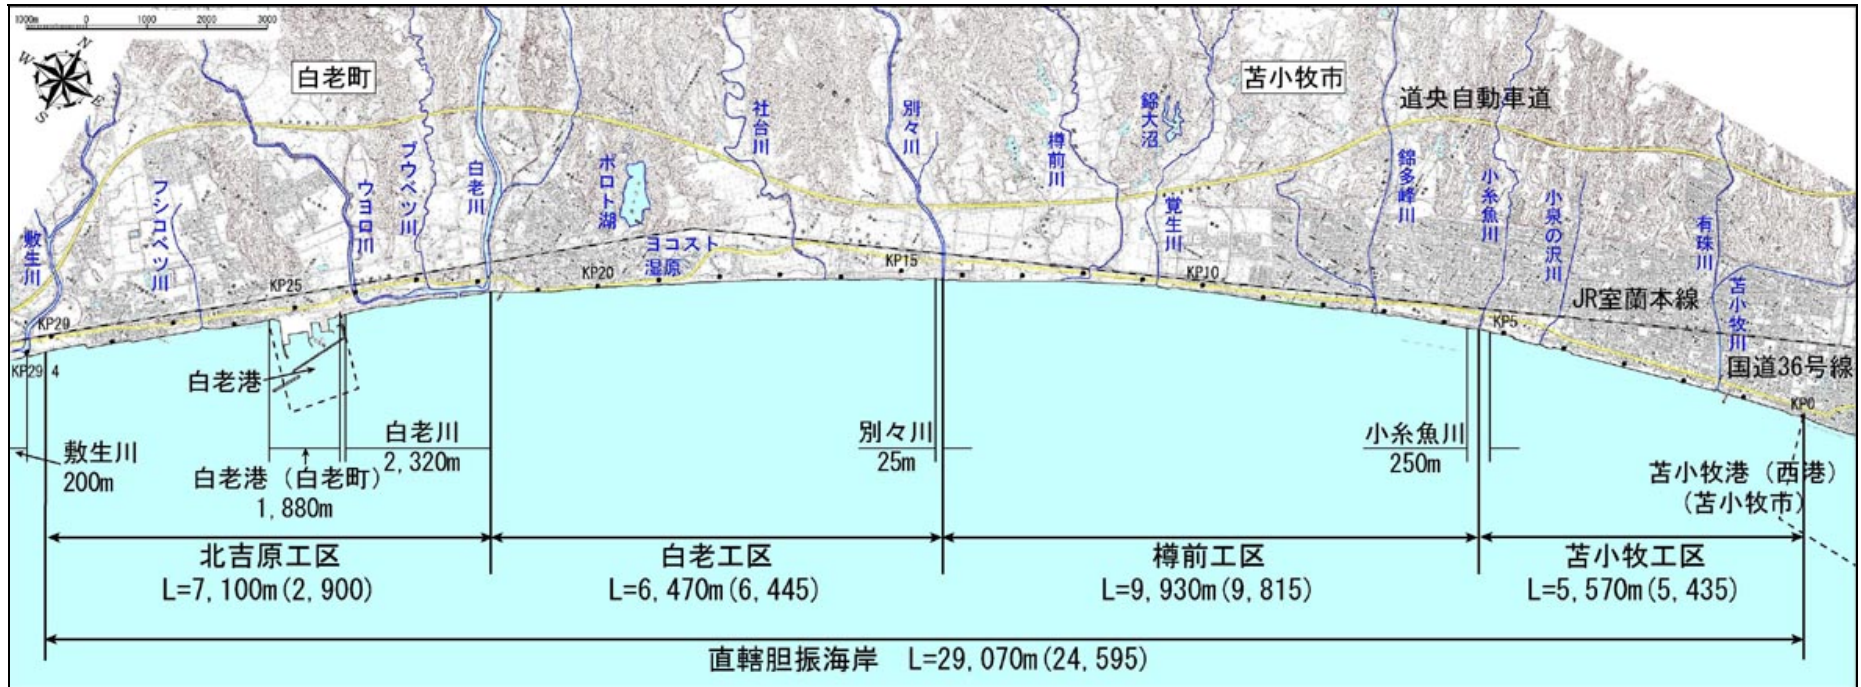 1000m 0 1000 2000 3000
N
W
E
S
白老町
苫小牧市
道央自動車道
敷生川
フシコベツ川
ウヨロ川
ブウベツ川
白老川
ポロト湖
ヨコスト
湿原
社台川
別々川
樽前川
錦大沼
覚生川
錦多峰川
小糸魚川
小泉の沢川
有珠川
苫小牧川
JR室蘭本線
国道36号線
KP29.4
KP29
KP25
KP20
KP15
KP10
KP5
KP0
白老港
敷生川
200m
白老港（白老町）
1,880m
白老川
2,320m
別々川
25m
小糸魚川
250m
苫小牧港（西港）
（苫小牧市）
北吉原工区
L=7,100m(2,900)
白老工区
L=6,470m(6,445)
樽前工区
L=9,930m(9,815)
苫小牧工区
L=5,570m(5,435)
直轄胆振海岸　L=29,070m(24,595)